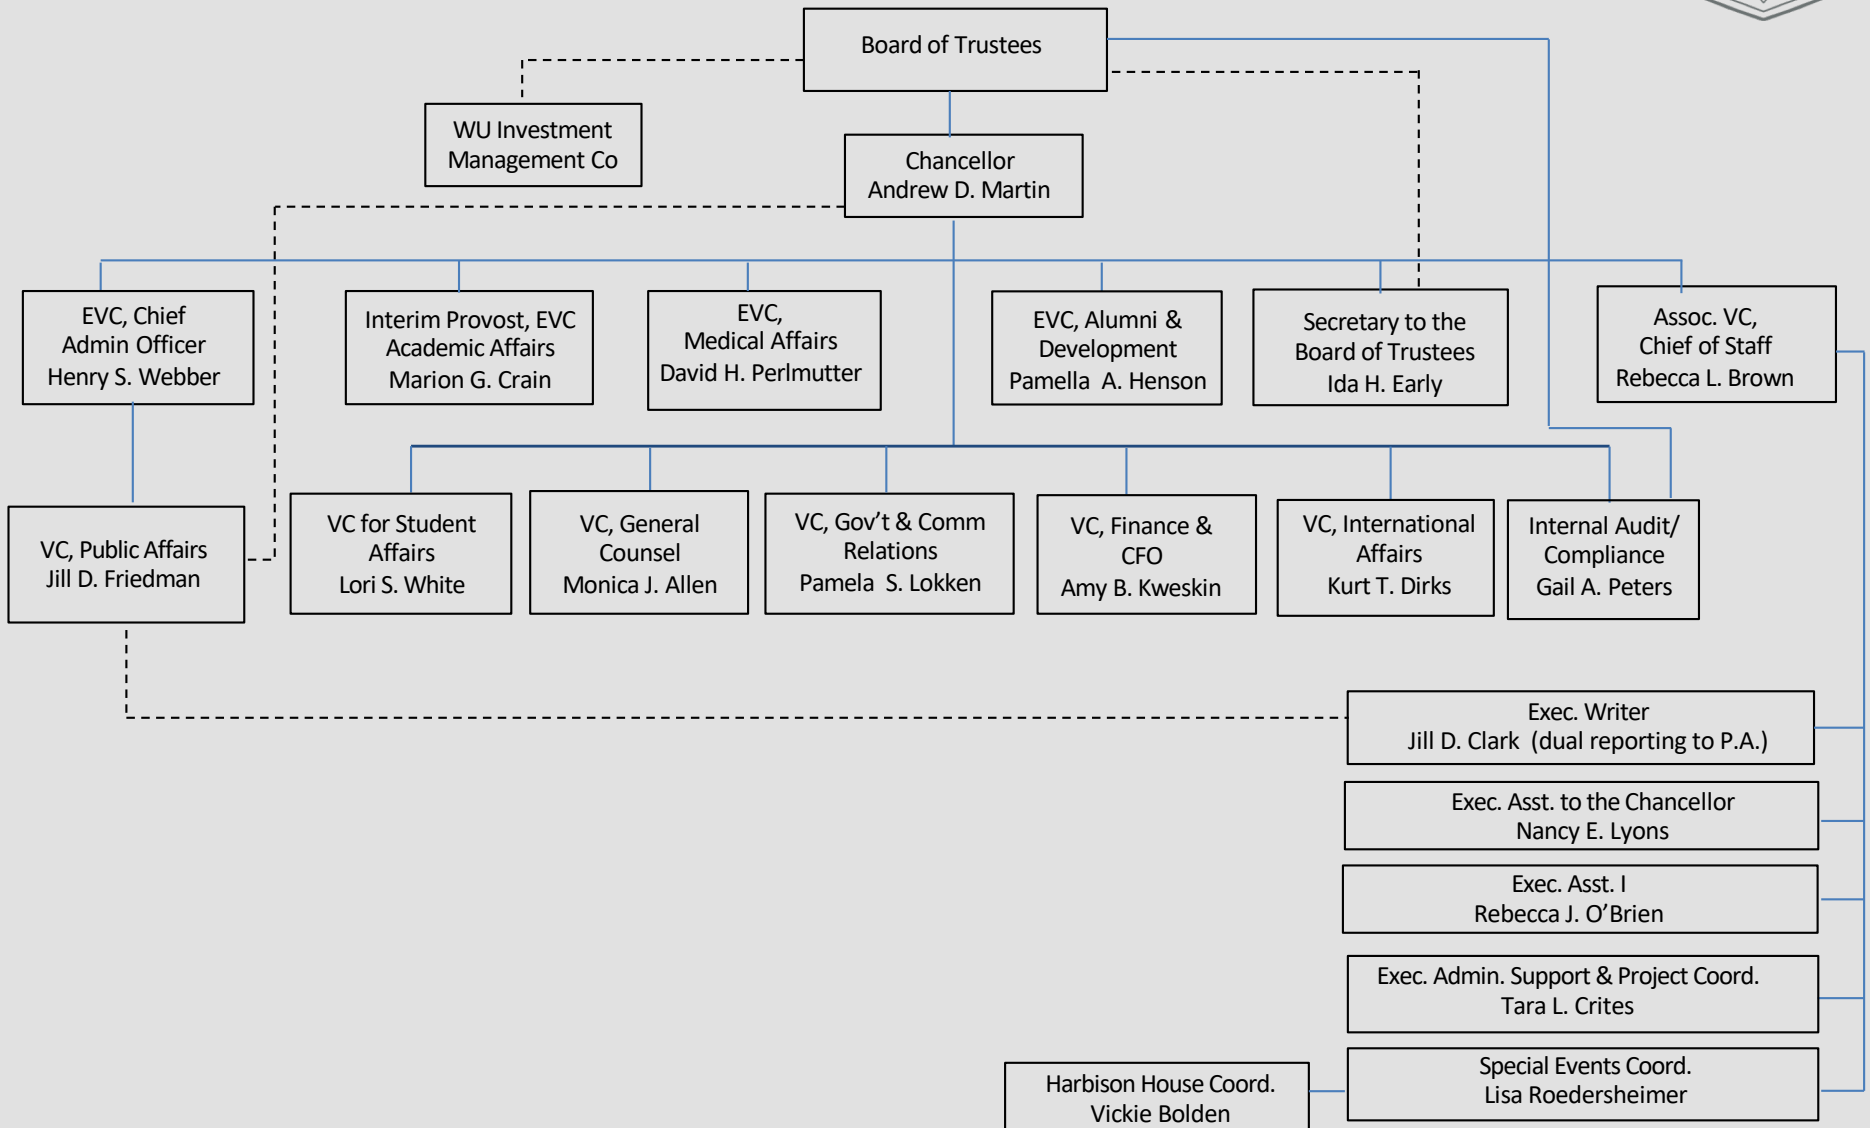 Board of Trustees
WU Investment
Management Co
Chancellor
Andrew D. Martin
EVC, Chief
Admin Officer
Henry S. Webber
Interim Provost, EVC
Academic Affairs
Marion G. Crain
EVC,
Medical Affairs
David H. Perlmutter
EVC, Alumni &
Development
Pamella  A. Henson
Secretary to the
Board of Trustees
Ida H. Early
Assoc. VC,
Chief of Staff
Rebecca L. Brown
VC, Public Affairs
Jill D. Friedman
VC for Student
Affairs
Lori S. White
VC, General
Counsel
Monica J. Allen
VC, Gov’t & Comm
Relations
Pamela  S. Lokken
VC, Finance &
CFO
Amy B. Kweskin
VC, International
Affairs
Kurt T. Dirks
Internal Audit/
Compliance
Gail A. Peters
Exec. Writer
Jill D. Clark  (dual reporting to P.A.)
Exec. Asst. to the Chancellor
Nancy E. Lyons
Exec. Asst. I
Rebecca J. O’Brien
Exec. Admin. Support & Project Coord.
Tara L. Crites
Special Events Coord.
Lisa Roedersheimer
Harbison House Coord.
Vickie Bolden